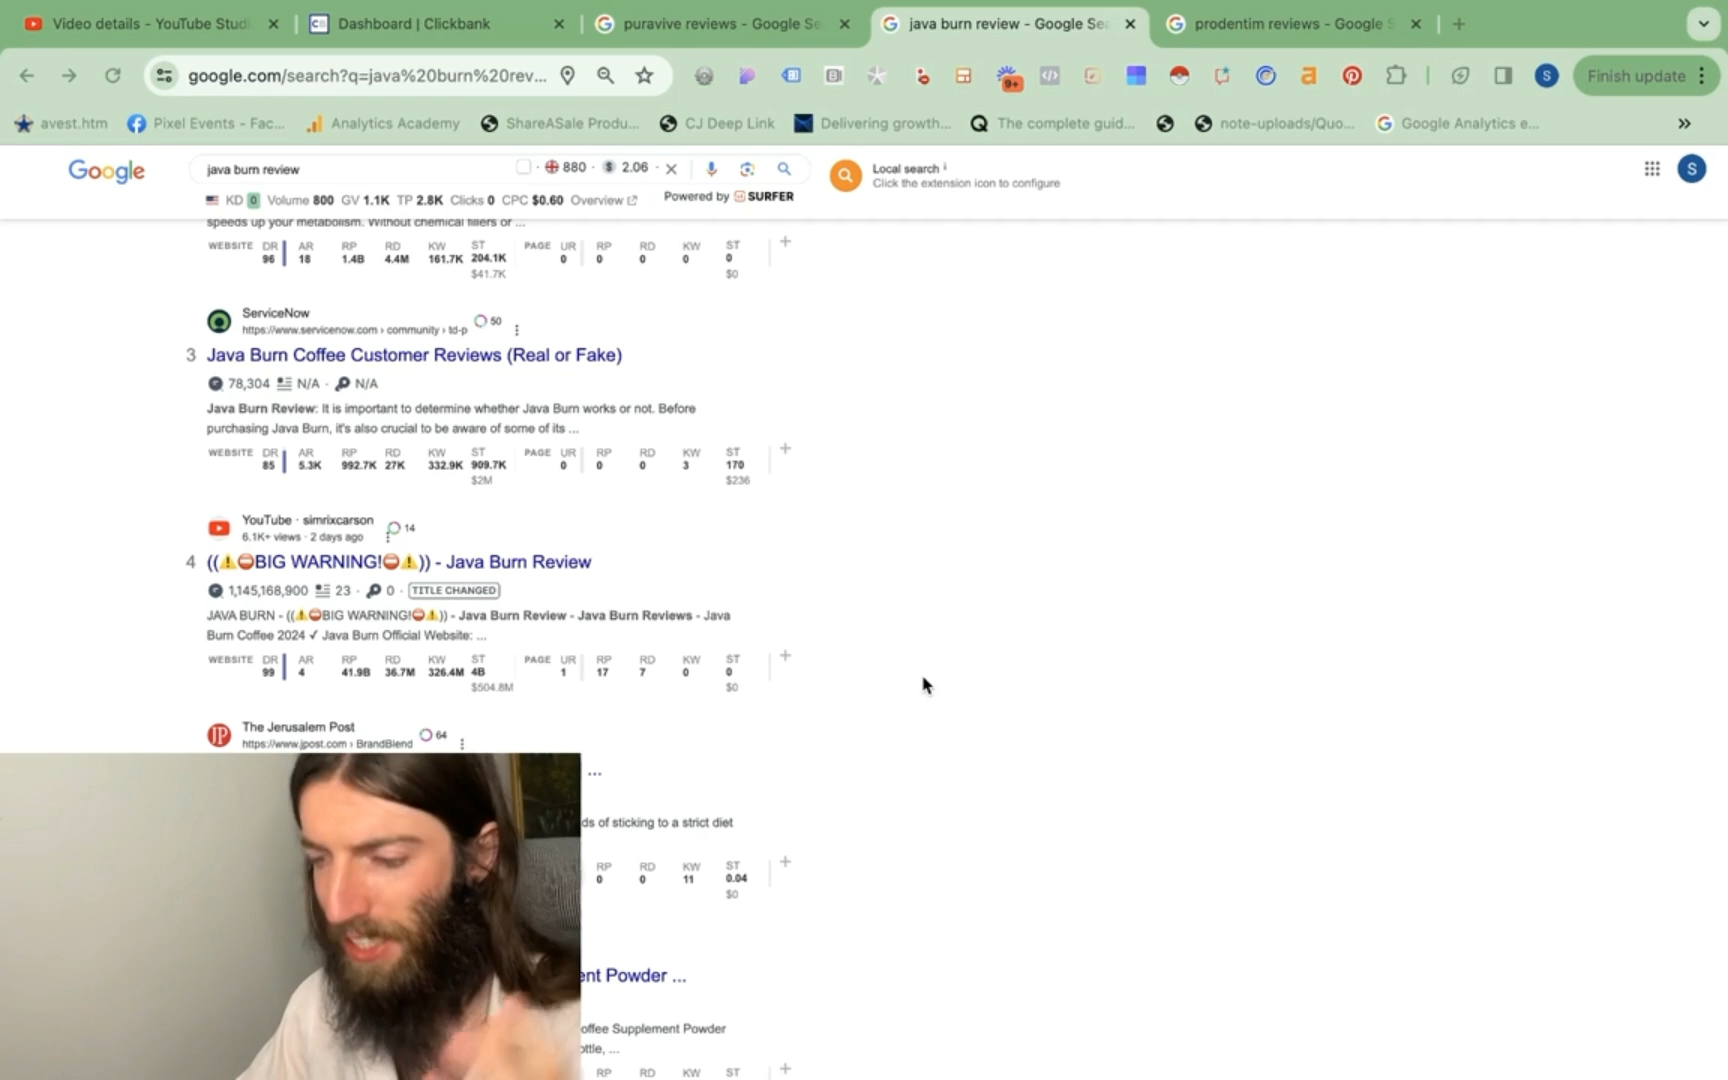 Video details - YouTube Studi
Dashboard | Clickbank
puravive reviews - Google Se
java burn review - Google Sea
prodentim reviews - Google S
google.com/search?q=java%20burn%20rev...
9+
S
Finish update
avest.htm
Pixel Events - Fac...
Analytics Academy
ShareASale Produ...
CJ Deep Link
Delivering growth...
The complete guid...
note-uploads/Quo...
Google Analytics e...
»
Google
java burn review
880 · $ 2.06 ·
Local search i
Click the extension icon to configure
S
KD 0 Volume 800 GV 1.1K TP 2.8K Clicks 0 CPC $0.60 Overview
Powered by SURFER
speeds up your metabolism. Without chemical fillers or ...
WEBSITE DR AR RP RD KW ST PAGE UR RP RD KW ST
96 18 1.4B 4.4M 161.7K 204.1K 0 0 0 0 0
$41.7K $0
ServiceNow
https://www.servicenow.com › community › td-p
50
3 Java Burn Coffee Customer Reviews (Real or Fake)
78,304 N/A · N/A
Java Burn Review: It is important to determine whether Java Burn works or not. Before
purchasing Java Burn, it's also crucial to be aware of some of its ...
WEBSITE DR AR RP RD KW ST PAGE UR RP RD KW ST
85 5.3K 992.7K 27K 332.9K 909.7K 0 0 0 3 170
$2M $236
YouTube · simrixcarson
6.1K+ views · 2 days ago
14
4 ((⚠️⛔BIG WARNING!⛔⚠️)) - Java Burn Review
1,145,168,900 23 · 0 · TITLE CHANGED
JAVA BURN - ((⚠️⛔BIG WARNING!⛔⚠️)) - Java Burn Review - Java Burn Reviews - Java
Burn Coffee 2024 ✓ Java Burn Official Website: ...
WEBSITE DR AR RP RD KW ST PAGE UR RP RD KW ST
99 4 41.9B 36.7M 326.4M 4B 1 17 7 0 0
$504.8M $0
The Jerusalem Post
https://www.jpost.com › BrandBlend
64
...
ds of sticking to a strict diet
RP RD KW ST
0 0 11 0.04
$0
ent Powder ...
offee Supplement Powder
ottle, ...
RP RD KW ST